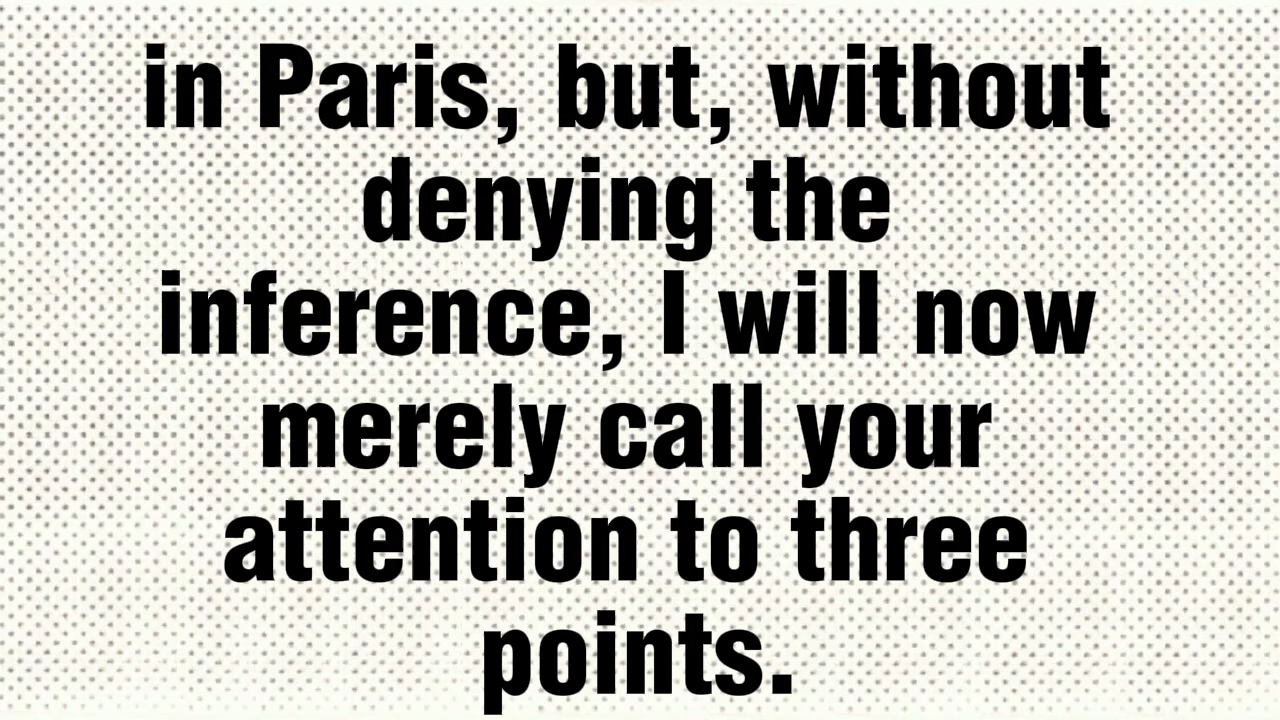 in Paris, but, without
denying the
inference, I will now
merely call your
attention to three
points.